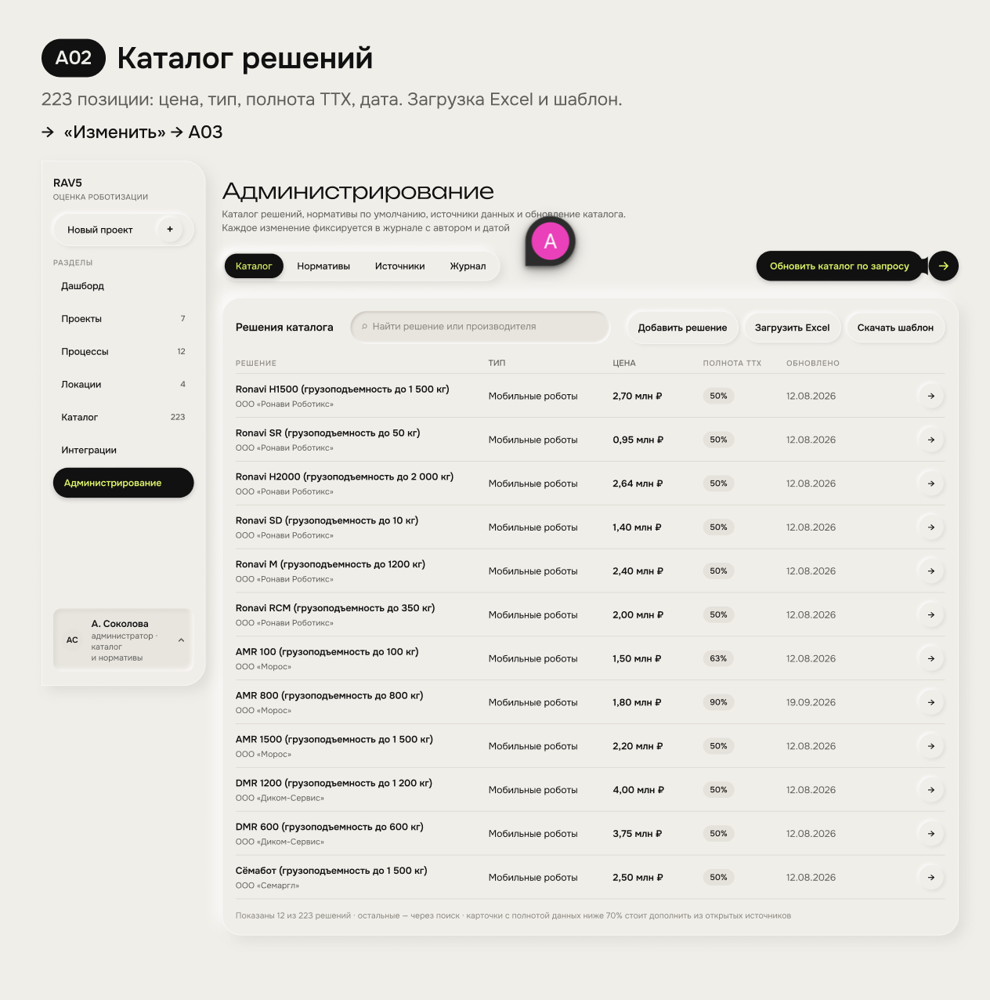 A02 Каталог решений
223 позиции: цена, тип, полнота ТТХ, дата. Загрузка Excel и шаблон.
→ «Изменить» → A03
RAV5
ОЦЕНКА РОБОТИЗАЦИИ
Новый проект +
РАЗДЕЛЫ
Дашборд
Проекты 7
Процессы 12
Локации 4
Каталог 223
Интеграции
Администрирование
АС
А. Соколова
администратор ·
каталог
и нормативы
Администрирование
Каталог решений, нормативы по умолчанию, источники данных и обновление каталога.
Каждое изменение фиксируется в журнале с автором и датой
A
Каталог Нормативы Источники Журнал
Обновить каталог по запросу →
Решения каталога
Найти решение или производителя
Добавить решение Загрузить Excel Скачать шаблон
РЕШЕНИЕ ТИП ЦЕНА ПОЛНОТА ТТХ ОБНОВЛЕНО
Ronavi H1500 (грузоподъемность до 1 500 кг)
ООО «Ронави Роботикс»
Мобильные роботы 2,70 млн ₽ 50% 12.08.2026 →
Ronavi SR (грузоподъемность до 50 кг)
ООО «Ронави Роботикс»
Мобильные роботы 0,95 млн ₽ 50% 12.08.2026 →
Ronavi H2000 (грузоподъемность до 2 000 кг)
ООО «Ронави Роботикс»
Мобильные роботы 2,64 млн ₽ 50% 12.08.2026 →
Ronavi SD (грузоподъемность до 10 кг)
ООО «Ронави Роботикс»
Мобильные роботы 1,40 млн ₽ 50% 12.08.2026 →
Ronavi M (грузоподъемность до 1200 кг)
ООО «Ронави Роботикс»
Мобильные роботы 2,40 млн ₽ 50% 12.08.2026 →
Ronavi RCM (грузоподъемность до 350 кг)
ООО «Ронави Роботикс»
Мобильные роботы 2,00 млн ₽ 50% 12.08.2026 →
AMR 100 (грузоподъемность до 100 кг)
ООО «Морос»
Мобильные роботы 1,50 млн ₽ 63% 12.08.2026 →
AMR 800 (грузоподъемность до 800 кг)
ООО «Морос»
Мобильные роботы 1,80 млн ₽ 90% 19.09.2026 →
AMR 1500 (грузоподъемность до 1 500 кг)
ООО «Морос»
Мобильные роботы 2,20 млн ₽ 50% 12.08.2026 →
DMR 1200 (грузоподъемность до 1 200 кг)
ООО «Диком-Сервис»
Мобильные роботы 4,00 млн ₽ 50% 12.08.2026 →
DMR 600 (грузоподъемность до 600 кг)
ООО «Диком-Сервис»
Мобильные роботы 3,75 млн ₽ 50% 12.08.2026 →
Сёмабот (грузоподъемность до 1 500 кг)
ООО «Семаргл»
Мобильные роботы 2,50 млн ₽ 50% 12.08.2026 →
Показаны 12 из 223 решений · остальные — через поиск · карточки с полнотой данных ниже 70% стоит дополнить из открытых источников